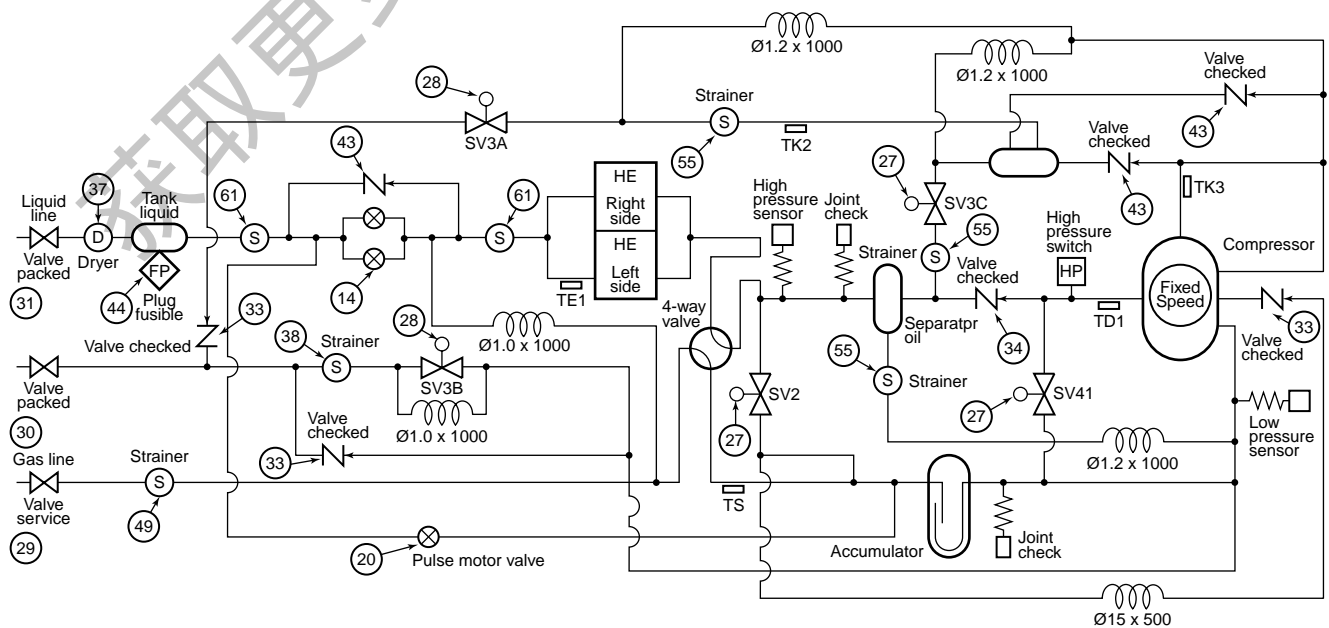 获取更多
Ø1.2 x 1000
Ø1.2 x 1000
28
SV3A
Strainer
S
55
TK2
Valve
checked
43
Valve
checked
43
TK3
27
SV3C
S
55
High
pressure
sensor
Joint
check
High
pressure
switch
HP
Compressor
Fixed
Speed
37
Liquid
line
Valve
packed
31
D
Dryer
Tank
liquid
FP
44
Plug
fusible
61
S
43
14
61
S
HE
Right
side
HE
Left
side
TE1
4-way
valve
Strainer
Separatpr
oil
Valve
checked
34
TD1
33
Valve
checked
33
Valve checked
38
Strainer
S
28
SV3B
Ø1.0 x 1000
Ø1.0 x 1000
Valve
packed
30
Valve
checked
33
SV2
27
55
S
Strainer
27
SV41
Ø1.2 x 1000
Low
pressure
sensor
Gas line
Valve
service
29
Strainer
S
49
TS
20
Pulse motor valve
Accumulator
Joint
check
Ø15 x 500